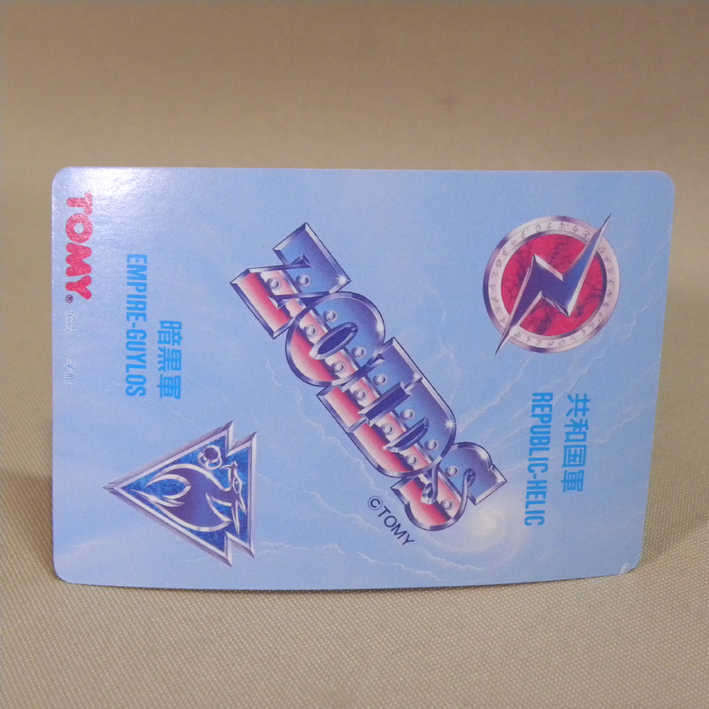 共和国軍
REPUBLIC-HELIC
ZOIDS
©TOMY
暗黒軍
EMPIRE-GUYLOS
TOMY®